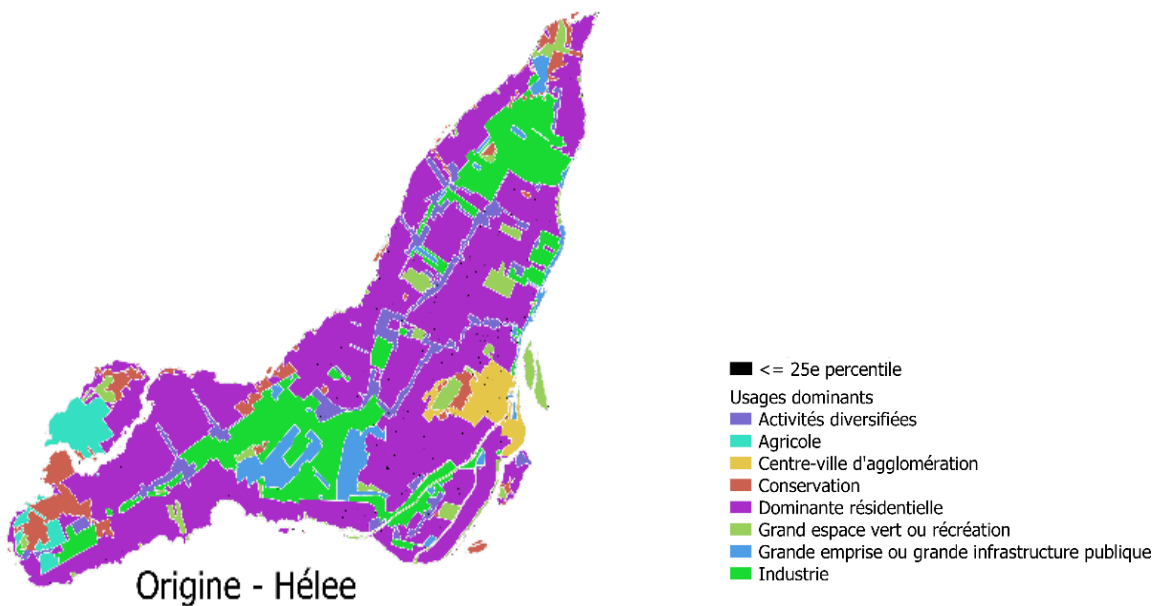 <= 25e percentile
Usages dominants
Activités diversifiées
Agricole
Centre-ville d'agglomération
Conservation
Dominante résidentielle
Grand espace vert ou récréation
Grande emprise ou grande infrastructure publique
Industrie
Origine - Hélee